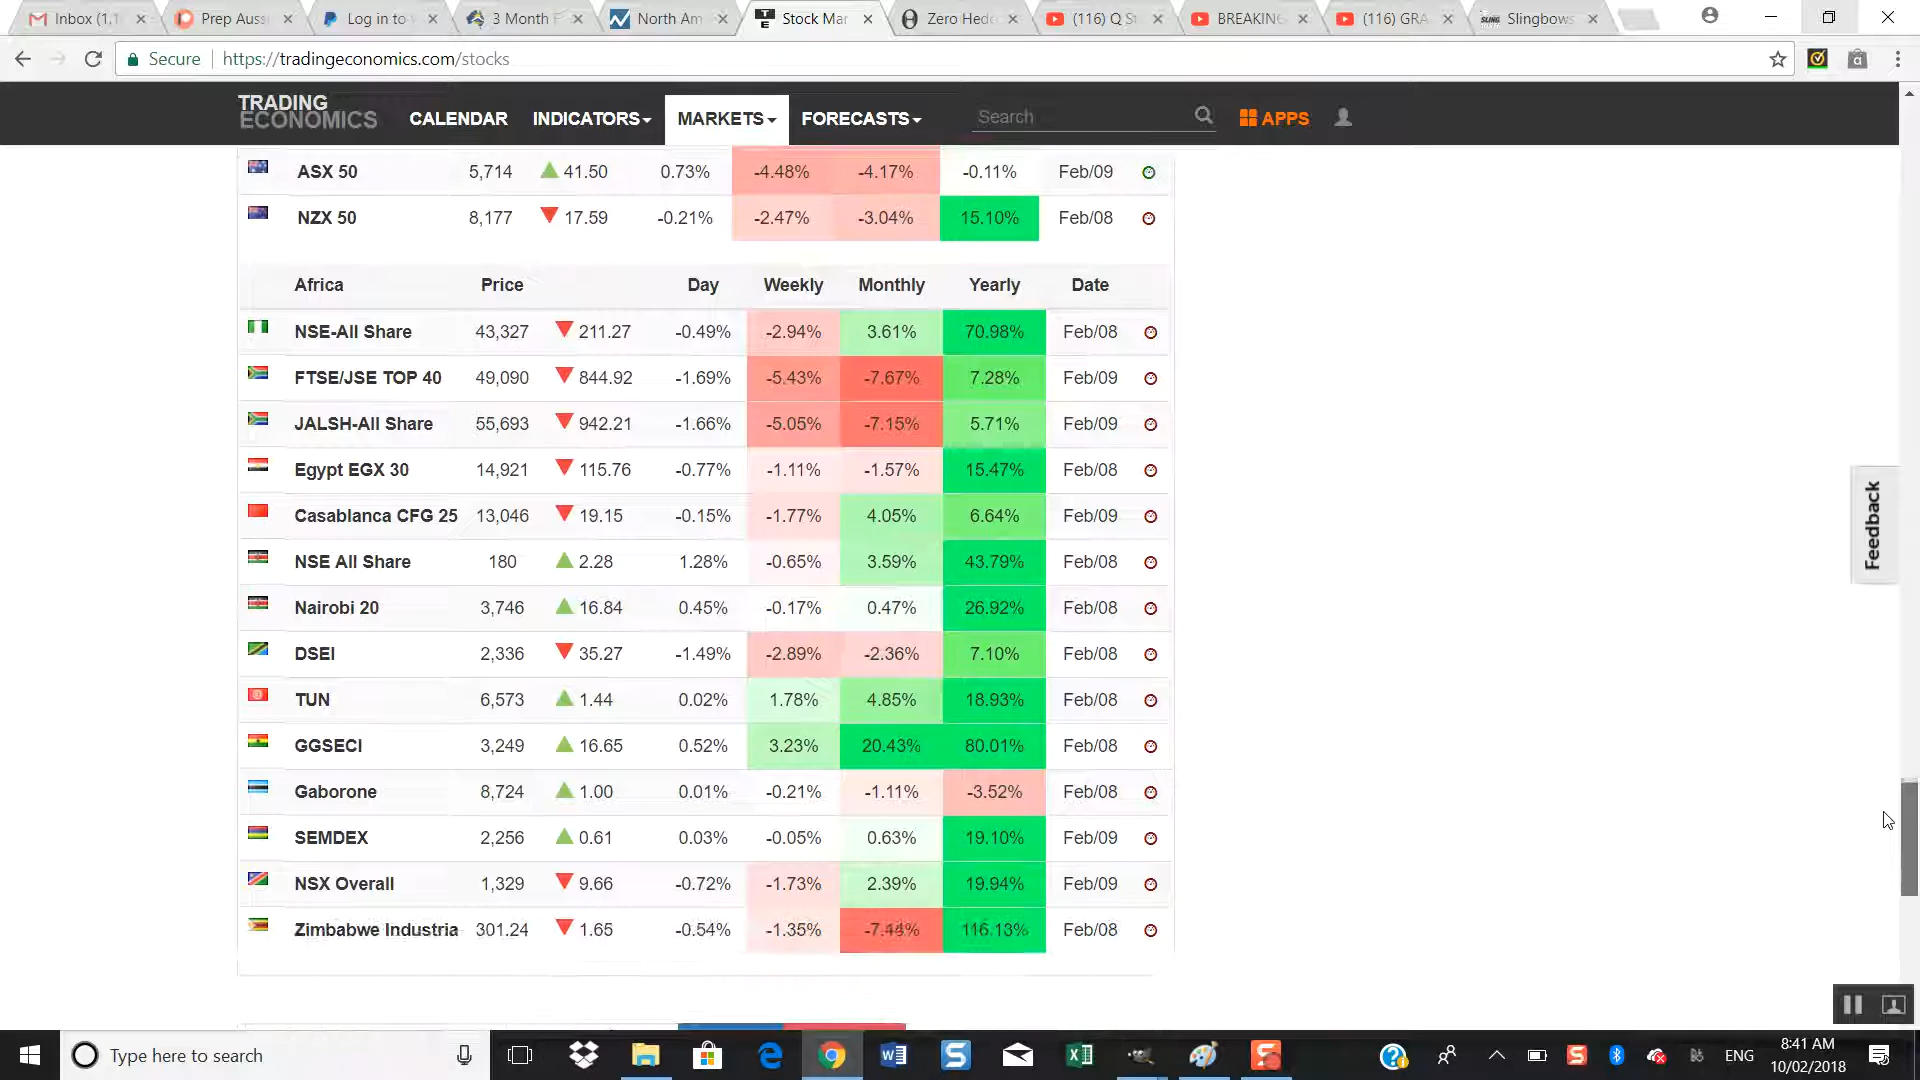 Inbox (1,1
Prep Auss
Log in to
3 Month F
North Am
Stock Mar
Zero Hed
(116) Q S
BREAKING
(116) GRA
Slingbows
Secure https://tradingeconomics.com/stocks
TRADING ECONOMICS
CALENDAR INDICATORS MARKETS FORECASTS Search APPS
ASX 50 5,714 41.50 0.73% -4.48% -4.17% -0.11% Feb/09
NZX 50 8,177 17.59 -0.21% -2.47% -3.04% 15.10% Feb/08
Africa Price Day Weekly Monthly Yearly Date
NSE-All Share 43,327 211.27 -0.49% -2.94% 3.61% 70.98% Feb/08
FTSE/JSE TOP 40 49,090 844.92 -1.69% -5.43% -7.67% 7.28% Feb/09
JALSH-All Share 55,693 942.21 -1.66% -5.05% -7.15% 5.71% Feb/09
Egypt EGX 30 14,921 115.76 -0.77% -1.11% -1.57% 15.47% Feb/08
Casablanca CFG 25 13,046 19.15 -0.15% -1.77% 4.05% 6.64% Feb/09
NSE All Share 180 2.28 1.28% -0.65% 3.59% 43.79% Feb/08
Nairobi 20 3,746 16.84 0.45% -0.17% 0.47% 26.92% Feb/08
DSEI 2,336 35.27 -1.49% -2.89% -2.36% 7.10% Feb/08
TUN 6,573 1.44 0.02% 1.78% 4.85% 18.93% Feb/08
GGSECI 3,249 16.65 0.52% 3.23% 20.43% 80.01% Feb/08
Gaborone 8,724 1.00 0.01% -0.21% -1.11% -3.52% Feb/08
SEMDEX 2,256 0.61 0.03% -0.05% 0.63% 19.10% Feb/09
NSX Overall 1,329 9.66 -0.72% -1.73% 2.39% 19.94% Feb/09
Zimbabwe Industria 301.24 1.65 -0.54% -1.35% -7.44% 116.13% Feb/08
Feedback
Type here to search
ENG
8:41 AM
10/02/2018